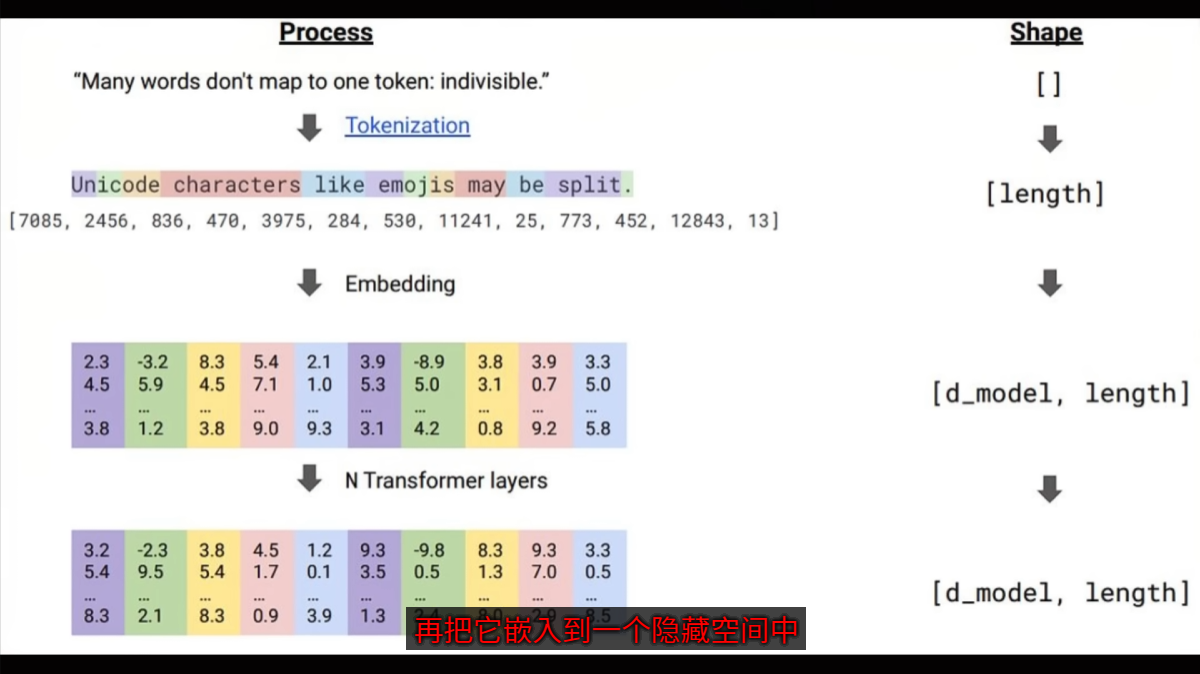 Process
Shape
“Many words don't map to one token: indivisible.”
[ ]
Tokenization
Unicode characters like emojis may be split.
[length]
[7085, 2456, 836, 470, 3975, 284, 530, 11241, 25, 773, 452, 12843, 13]
Embedding
2.3 -3.2 8.3 5.4 2.1 3.9 -8.9 3.8 3.9 3.3
4.5 5.9 4.5 7.1 1.0 5.3 5.0 3.1 0.7 5.0
... ... ... ... ... ... ... ... ... ...
3.8 1.2 3.8 9.0 9.3 3.1 4.2 0.8 9.2 5.8
[d_model, length]
N Transformer layers
3.2 -2.3 3.8 4.5 1.2 9.3 -9.8 8.3 9.3 3.3
5.4 9.5 5.4 1.7 0.1 3.5 0.5 1.3 7.0 0.5
... ... ... ... ... ... ... ... ... ...
8.3 2.1 8.3 0.9 3.9 1.3 2.4 8.0 2.9 8.5
[d_model, length]
再把它嵌入到一个隐藏空间中